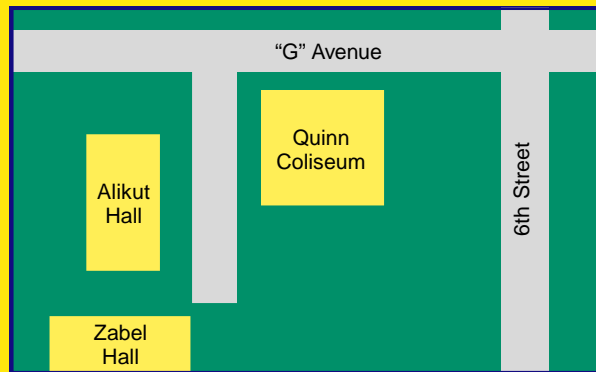 “G” Avenue
Quinn
Coliseum
Alikut
Hall
6th Street
Zabel
Hall